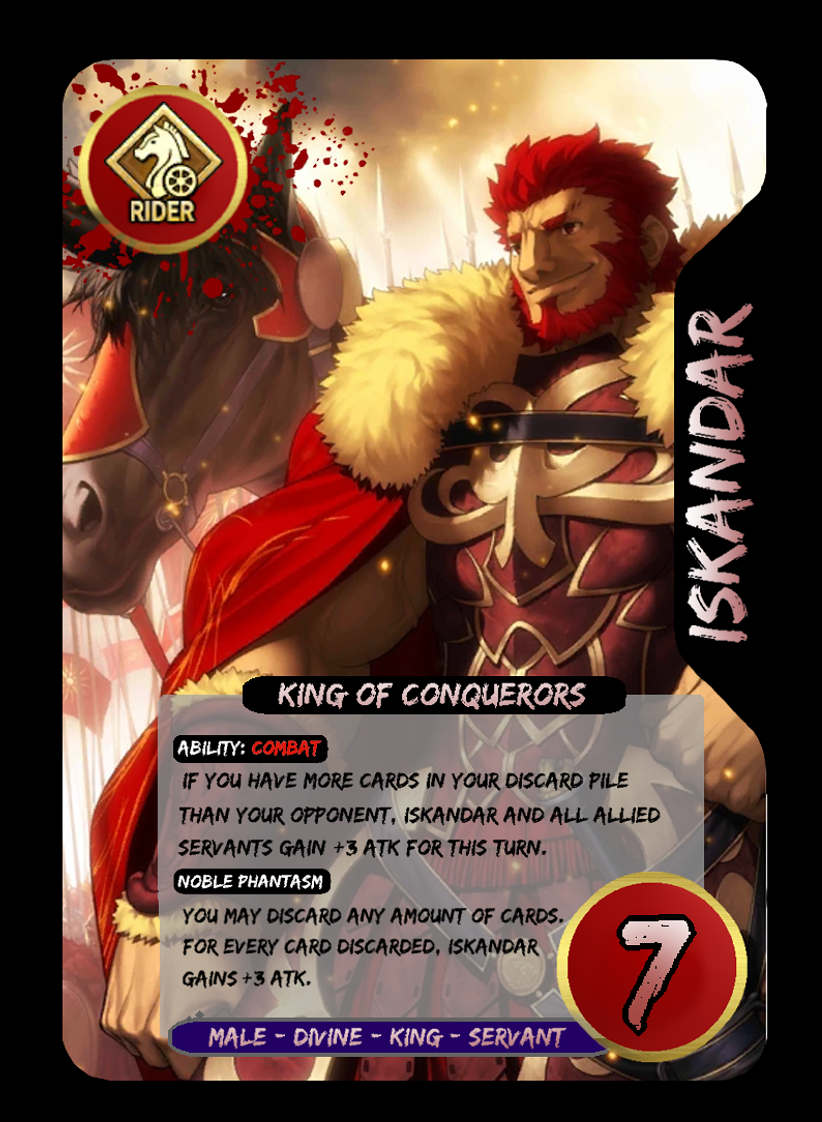 RIDER
ISKANDAR
KING OF CONQUERORS
ABILITY: COMBAT
IF YOU HAVE MORE CARDS IN YOUR DISCARD PILE
THAN YOUR OPPONENT, ISKANDAR AND ALL ALLIED
SERVANTS GAIN +3 ATK FOR THIS TURN.
NOBLE PHANTASM
YOU MAY DISCARD ANY AMOUNT OF CARDS.
FOR EVERY CARD DISCARDED, ISKANDAR
GAINS +3 ATK.
7
MALE - DIVINE - KING - SERVANT